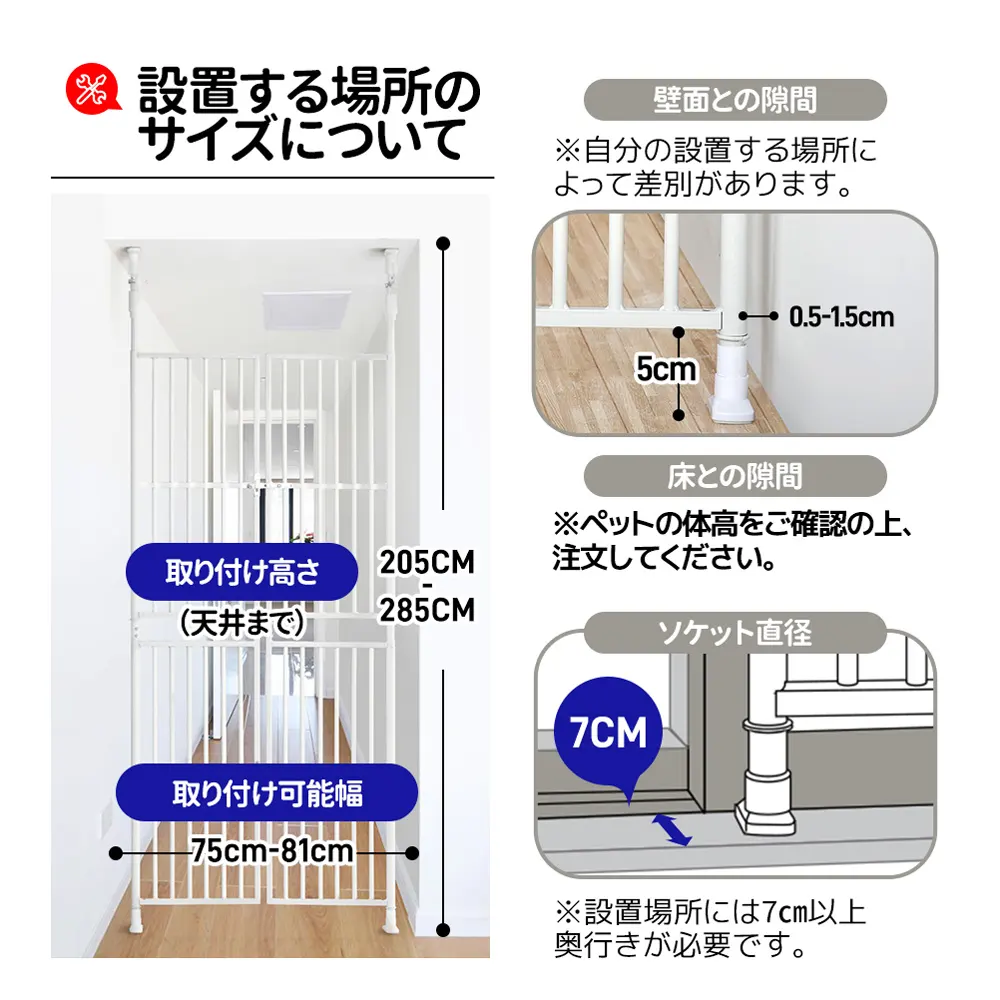 設置する場所の
サイズについて
取り付け高さ
(天井まで)
205CM
-
285CM
取り付け可能幅
75cm-81cm
壁面との隙間
※自分の設置する場所に
よって差別があります。
0.5-1.5cm
5cm
床との隙間
※ペットの体高をご確認の上、
注文してください。
ソケット直径
7CM
※設置場所には7cm以上
奥行きが必要です。